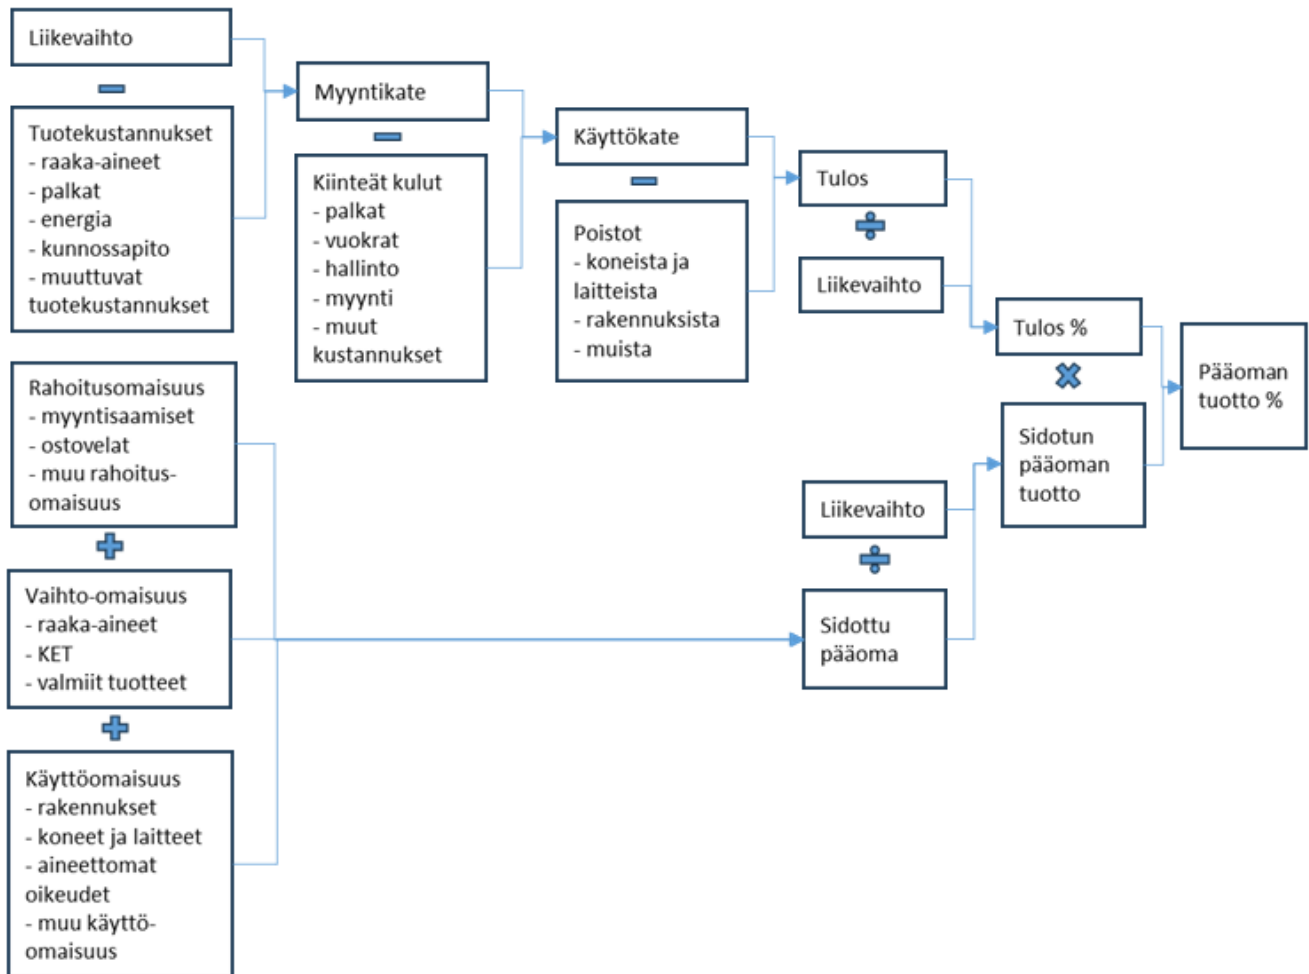 Liikevaihto
Tuotekustannukset
- raaka-aineet
- palkat
- energia
- kunnossapito
- muuttuvat
tuotekustannukset
Myyntikate
Kiinteät kulut
- palkat
- vuokrat
- hallinto
- myynti
- muut
kustannukset
Käyttökate
Poistot
- koneista ja
laitteista
- rakennuksista
- muista
Tulos
Liikevaihto
Tulos %
Pääoman
tuotto %
Rahoitusomaisuus
- myyntisaamiset
- ostovelat
- muu rahoitus-
omaisuus
Vaihto-omaisuus
- raaka-aineet
- KET
- valmiit tuotteet
Käyttöomaisuus
- rakennukset
- koneet ja laitteet
- aineettomat
oikeudet
- muu käyttö-
omaisuus
Liikevaihto
Sidottu
pääoma
Sidotun
pääoman
tuotto